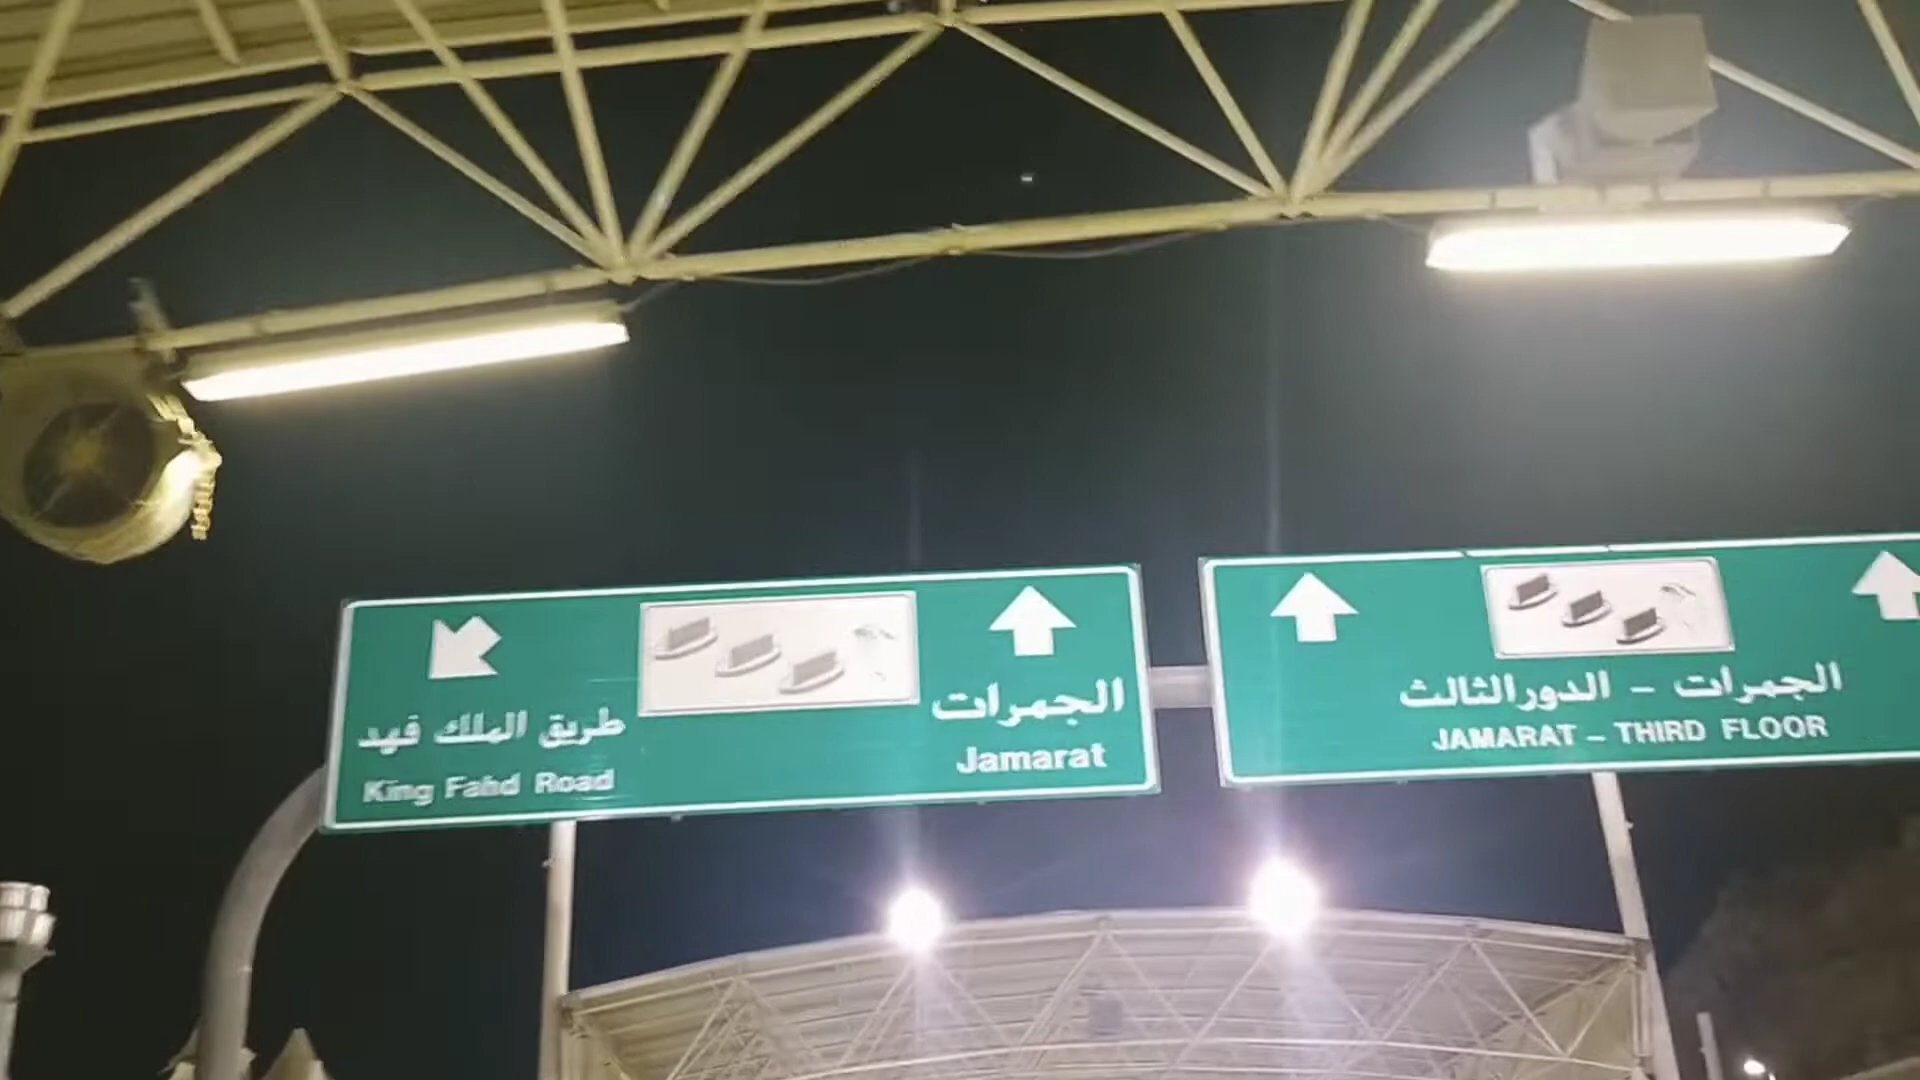 طريق الملك فهد
King Fahd Road
الجمرات
Jamarat
الجمرات - الدور الثالث
JAMARAT - THIRD FLOOR